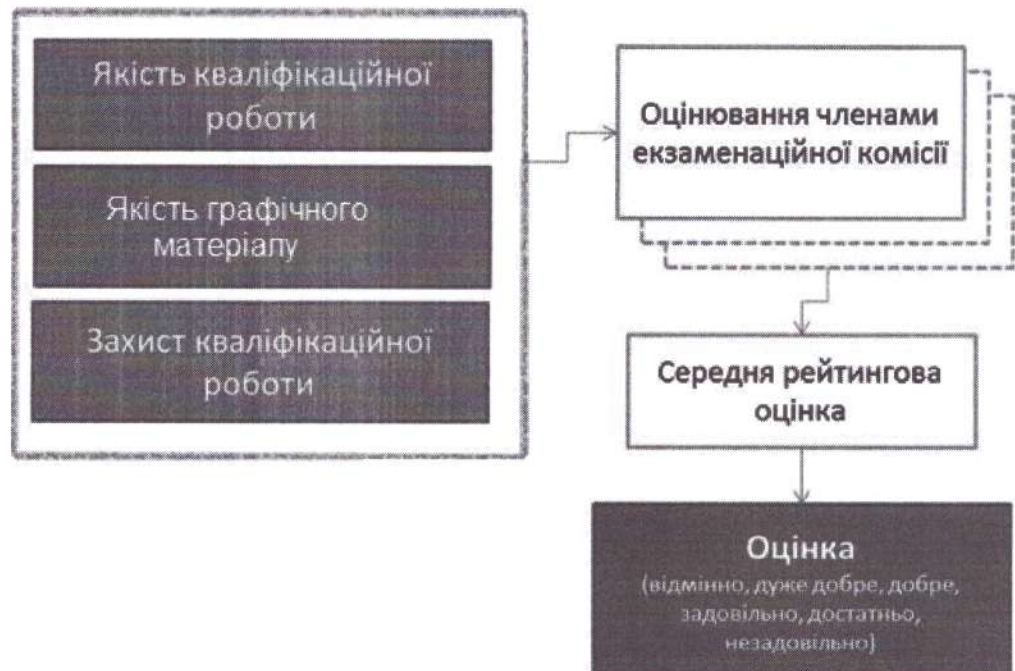 Якість кваліфікаційної
роботи
Якість графічного
матеріалу
Захист кваліфікаційної
роботи
Оцінювання членами
екзаменаційної комісії
Середня рейтингова
оцінка
Оцінка
(відмінно, дуже добре, добре,
задовільно, достатньо,
незадовільно)